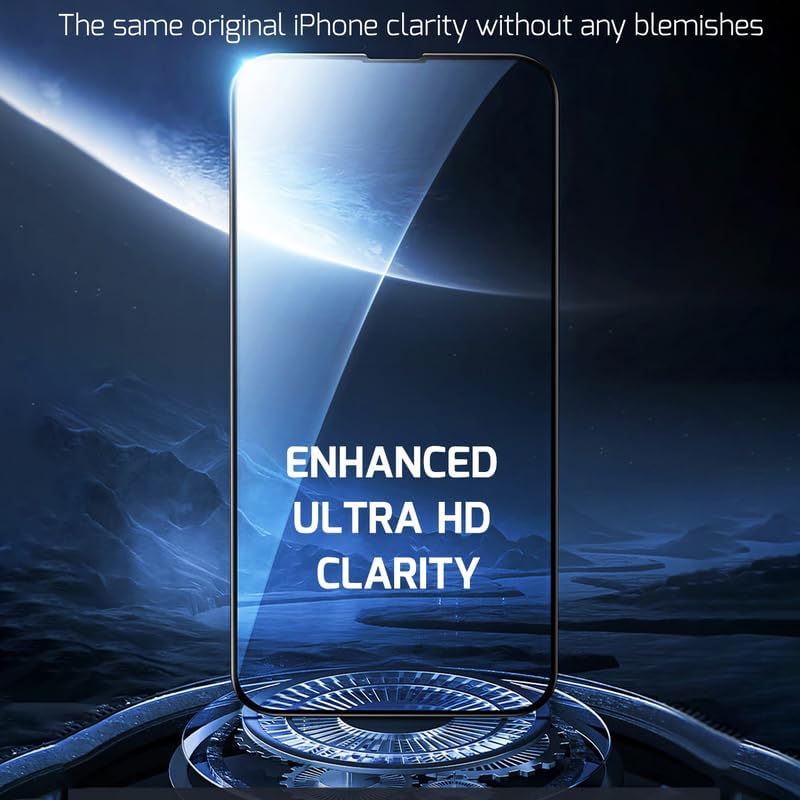 The same original iPhone clarity without any blemishes
ENHANCED
ULTRA HD
CLARITY